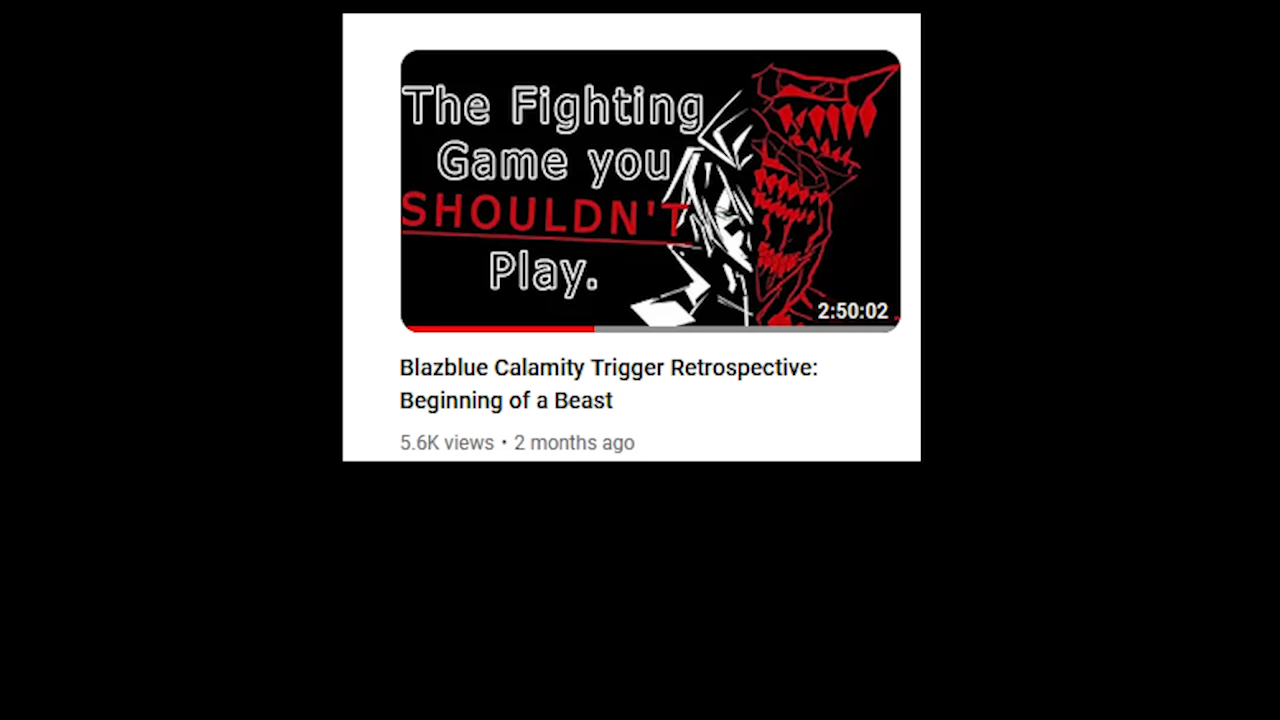 The Fighting
Game you
SHOULDN'T
Play.
2:50:02
Blazblue Calamity Trigger Retrospective:
Beginning of a Beast
5.6K views • 2 months ago